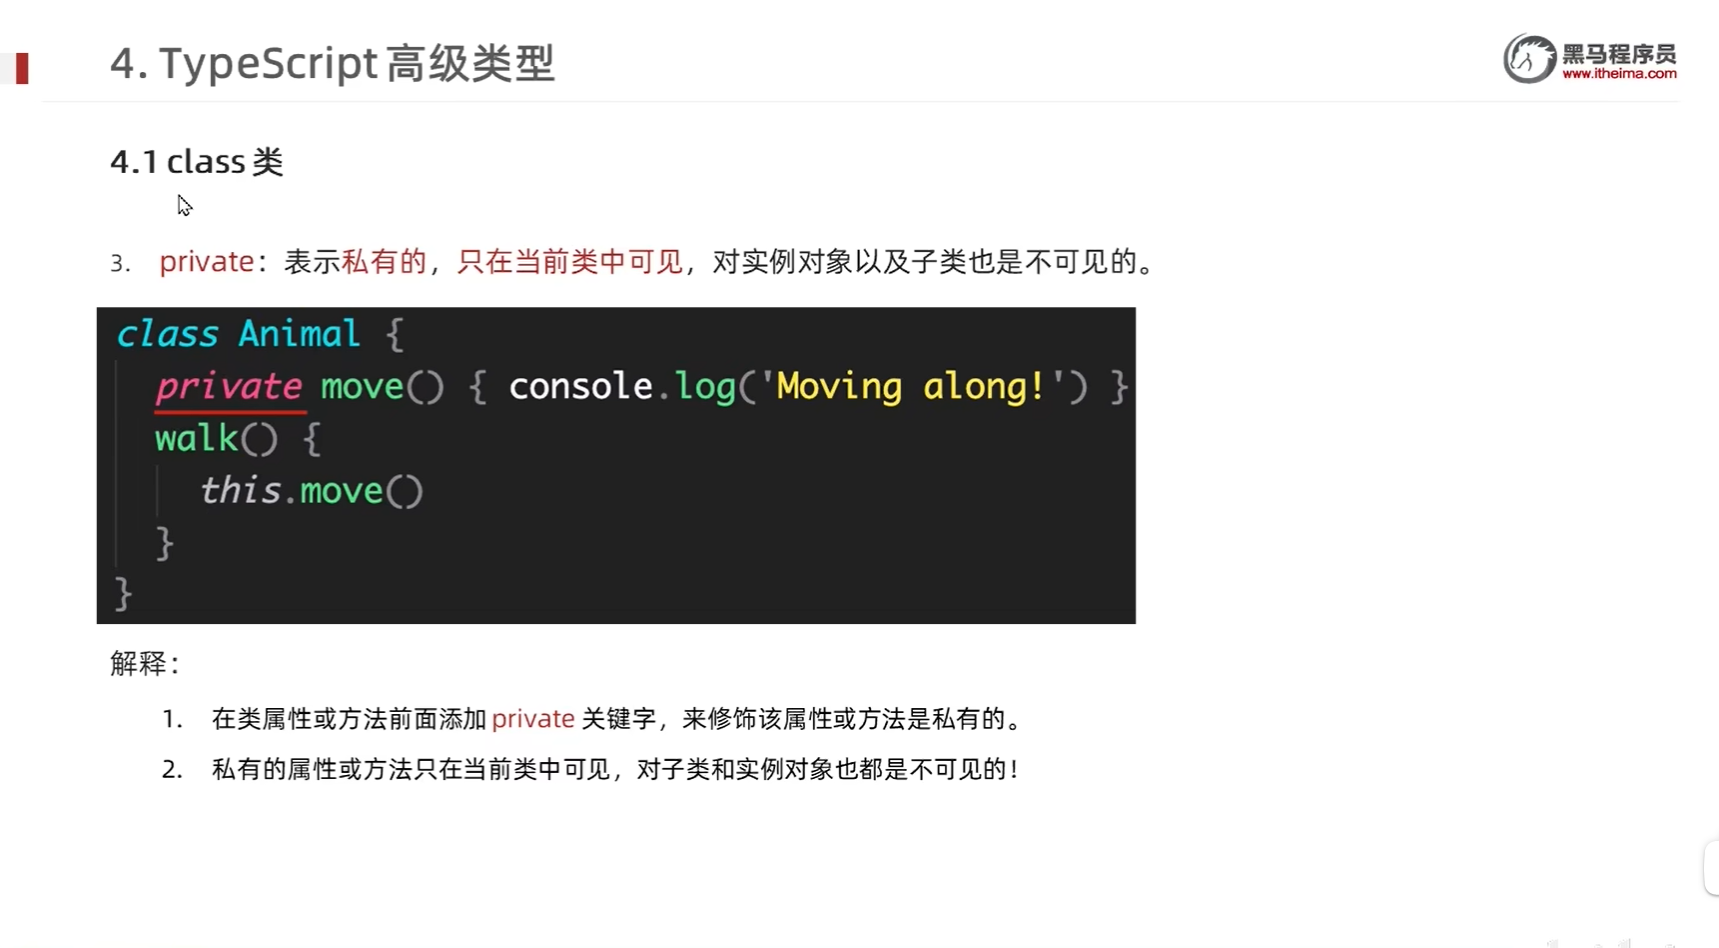 4. TypeScript 高级类型
黑马程序员
www.itheima.com
4.1 class 类
3. private：表示私有的，只在当前类中可见，对实例对象以及子类也是不可见的。
class Animal {
private move() { console.log('Moving along!') }
walk() {
this.move()
}
}
解释：
1. 在类属性或方法前面添加 private 关键字，来修饰该属性或方法是私有的。
2. 私有的属性或方法只在当前类中可见，对子类和实例对象也都是不可见的！